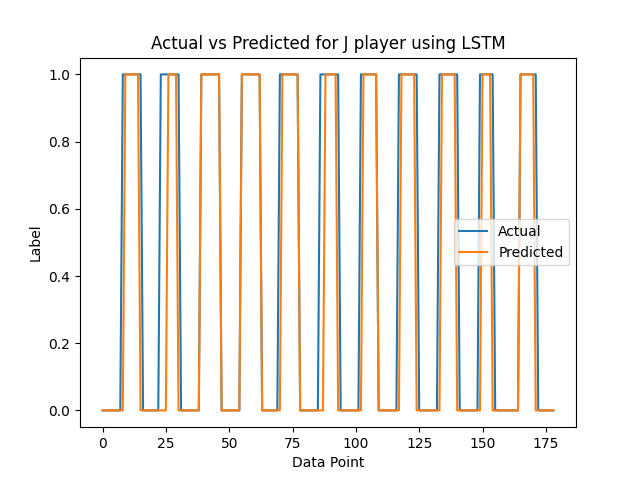 Actual vs Predicted for J player using LSTM
1.0
0.8
0.6
0.4
0.2
0.0
Label
Actual
Predicted
0 25 50 75 100 125 150 175
Data Point